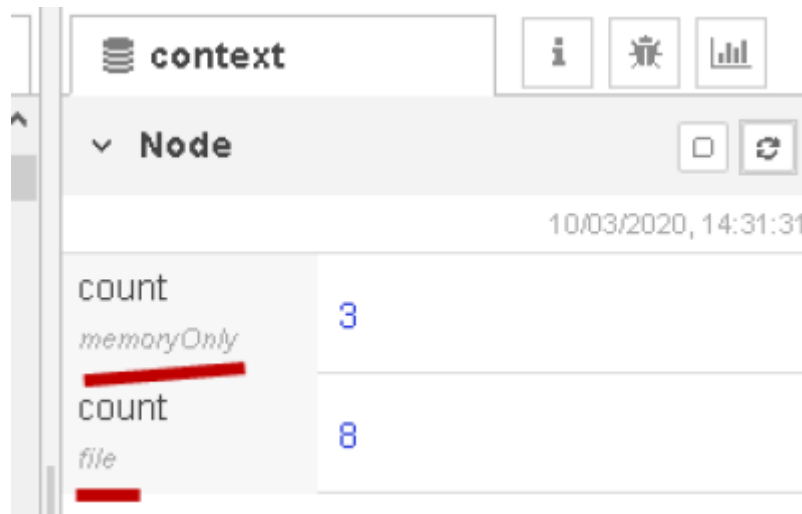 context
Node
10/03/2020, 14:31:31
count
memoryOnly
3
count
file
8